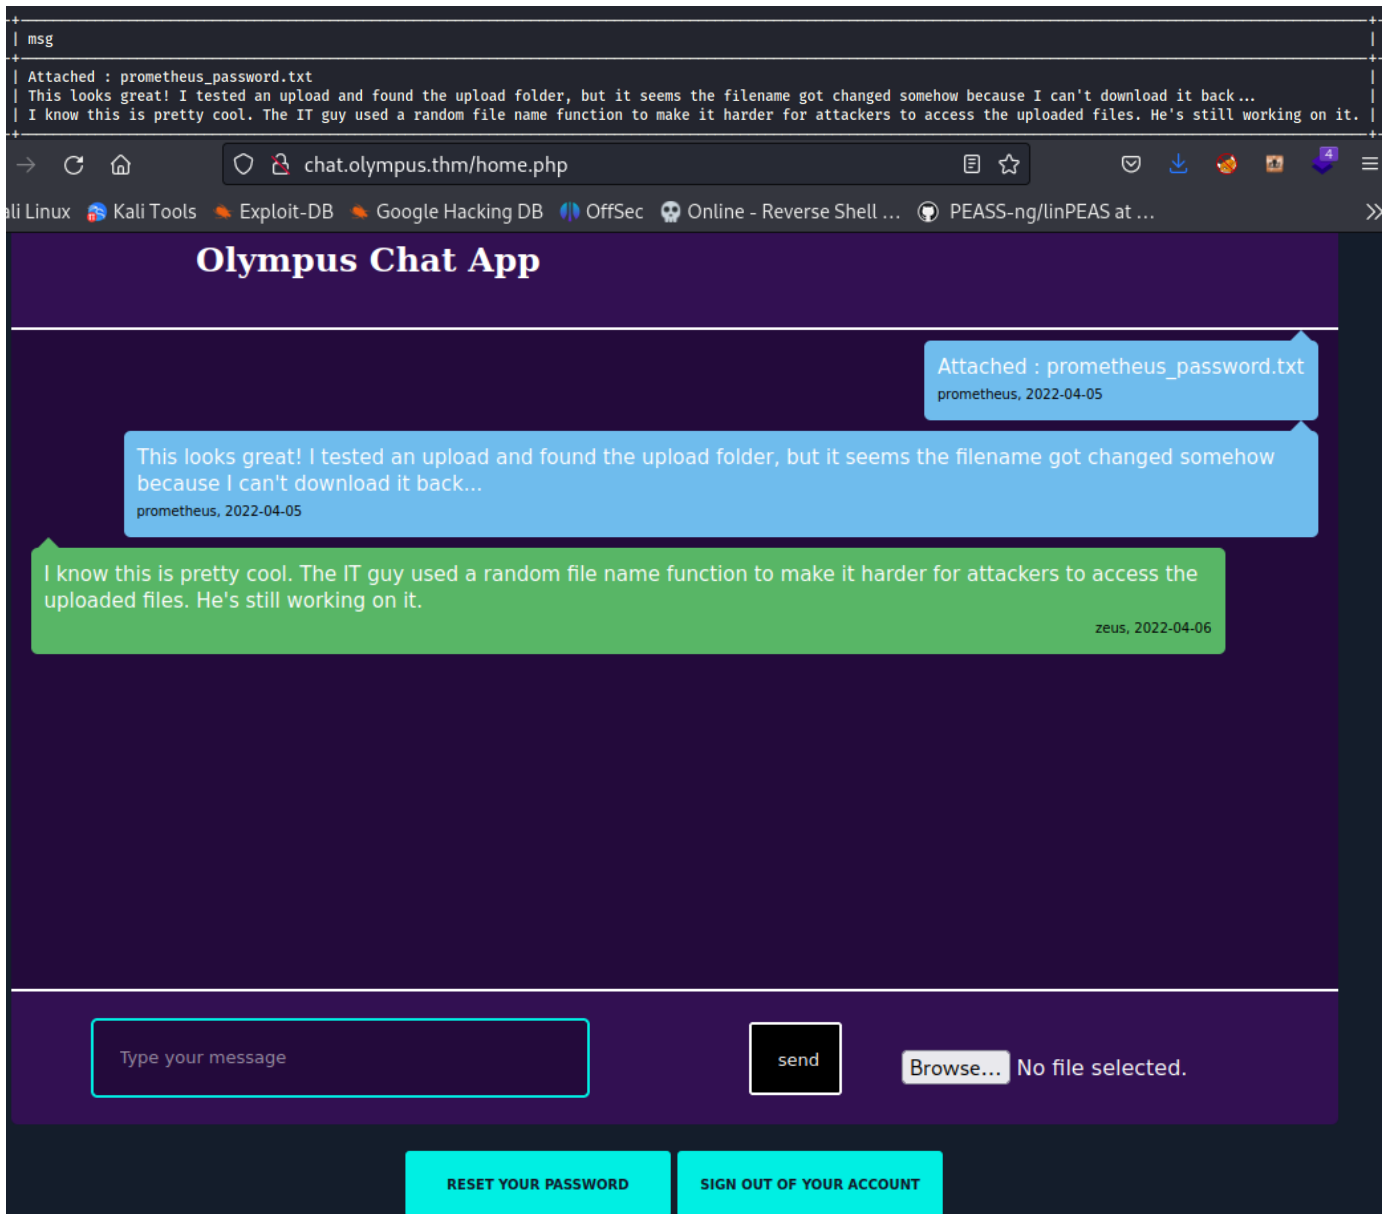 msg
Attached : prometheus_password.txt
This looks great! I tested an upload and found the upload folder, but it seems the filename got changed somehow because I can't download it back...
I know this is pretty cool. The IT guy used a random file name function to make it harder for attackers to access the uploaded files. He's still working on it.
chat.olympus.thm/home.php
4
ali Linux Kali Tools Exploit-DB Google Hacking DB OffSec Online - Reverse Shell ... PEASS-ng/linPEAS at ...
Olympus Chat App
Attached : prometheus_password.txt
prometheus, 2022-04-05
This looks great! I tested an upload and found the upload folder, but it seems the filename got changed somehow
because I can't download it back...
prometheus, 2022-04-05
I know this is pretty cool. The IT guy used a random file name function to make it harder for attackers to access the
uploaded files. He's still working on it.
zeus, 2022-04-06
Type your message
send
Browse... No file selected.
RESET YOUR PASSWORD SIGN OUT OF YOUR ACCOUNT